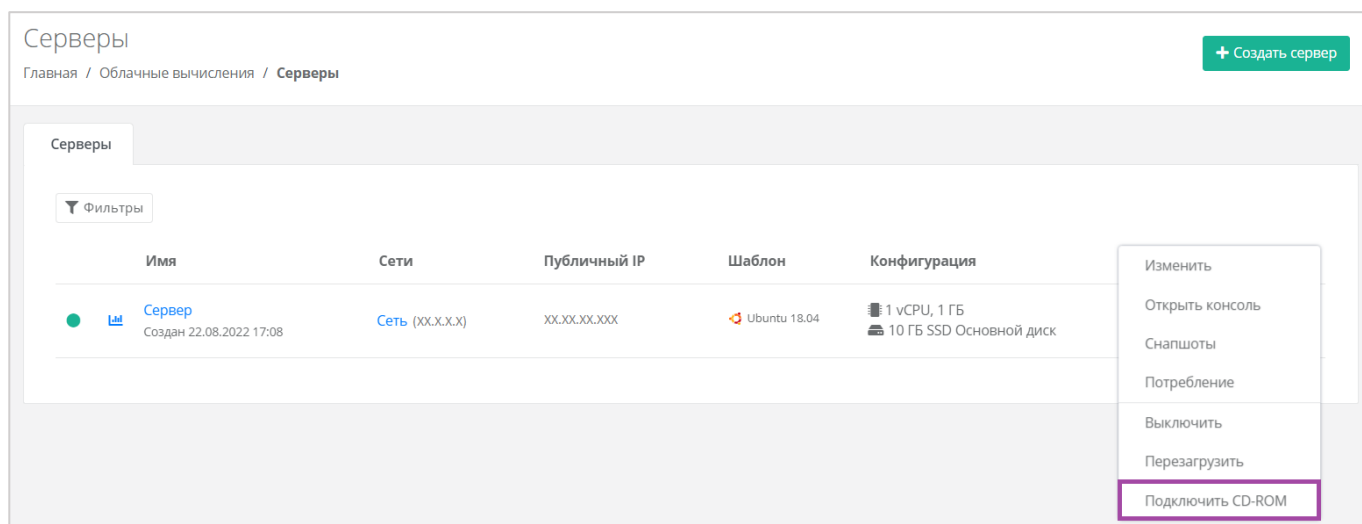 Серверы
+ Создать сервер
Главная / Облачные вычисления / Серверы
Серверы
Фильтры
Имя Сети Публичный IP Шаблон Конфигурация
Сервер
Создан 22.08.2022 17:08
Сеть (XX.X.X.X)
XX.XX.XX.XXX
Ubuntu 18.04
1 vCPU, 1 ГБ
10 ГБ SSD Основной диск
Изменить
Открыть консоль
Снапшоты
Потребление
Выключить
Перезагрузить
Подключить CD-ROM